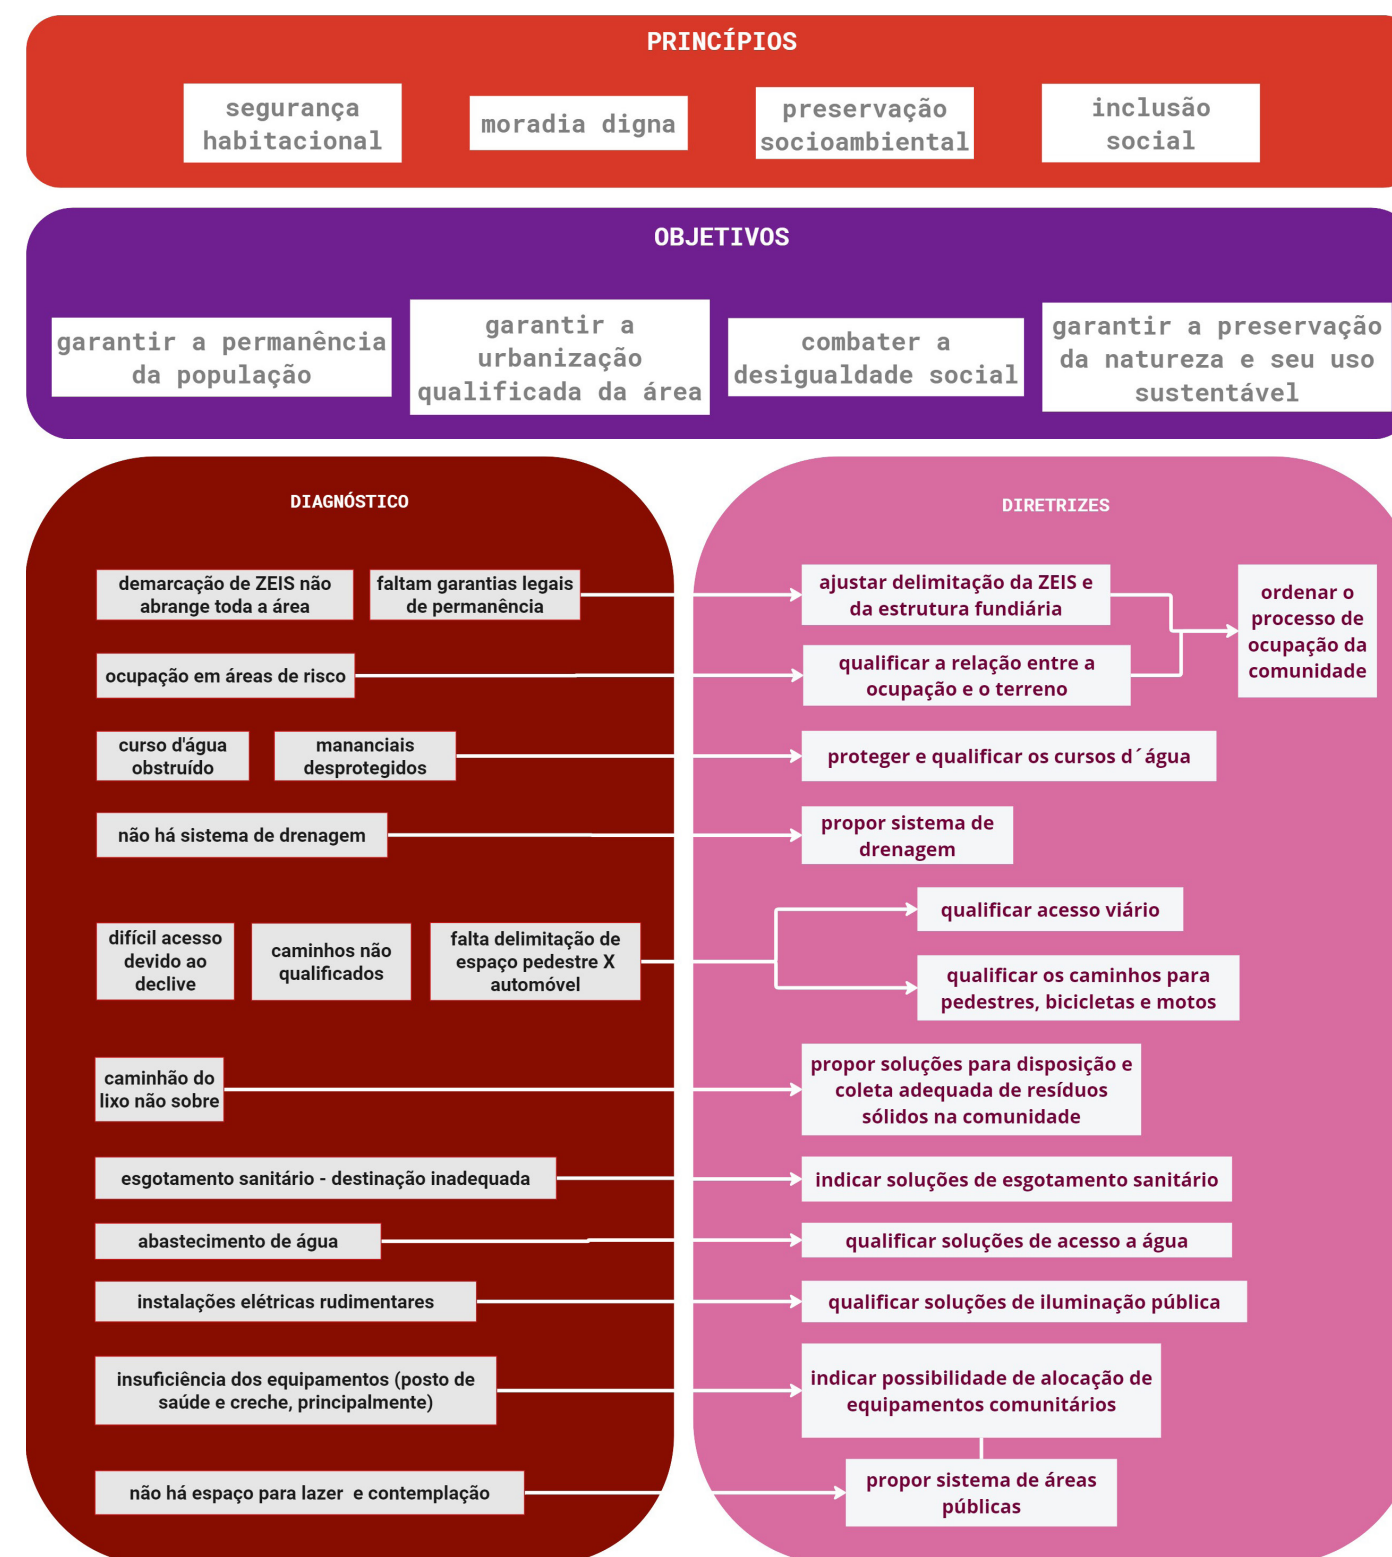 PRINCÍPIOS
segurança
habitacional
moradia digna
preservação
socioambiental
inclusão
social
OBJETIVOS
garantir a permanência
da população
garantir a
urbanização
qualificada da área
combater a
desigualdade social
garantir a preservação
da natureza e seu uso
sustentável
DIAGNÓSTICO
DIRETRIZES
demarcação de ZEIS não
abrange toda a área
faltam garantias legais
de permanência
ajustar delimitação da ZEIS e
da estrutura fundiária
ordenar o
processo de
ocupação da
comunidade
ocupação em áreas de risco
qualificar a relação entre a
ocupação e o terreno
curso d'água
obstruído
mananciais
desprotegidos
proteger e qualificar os cursos d´água
não há sistema de drenagem
propor sistema de
drenagem
difícil acesso
devido ao
declive
caminhos não
qualificados
falta delimitação de
espaço pedestre X
automóvel
qualificar acesso viário
qualificar os caminhos para
pedestres, bicicletas e motos
caminhão do
lixo não sobre
propor soluções para disposição e
coleta adequada de resíduos
sólidos na comunidade
esgotamento sanitário - destinação inadequada
indicar soluções de esgotamento sanitário
abastecimento de água
qualificar soluções de acesso a água
instalações elétricas rudimentares
qualificar soluções de iluminação pública
insuficiência dos equipamentos (posto de
saúde e creche, principalmente)
indicar possibilidade de alocação de
equipamentos comunitários
não há espaço para lazer e contemplação
propor sistema de áreas
públicas